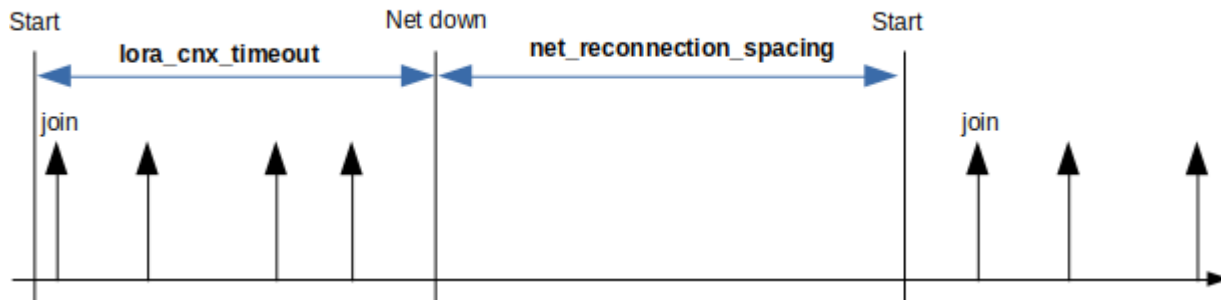 Start
Net down
Start
lora_cnx_timeout
net_reconnection_spacing
join
join